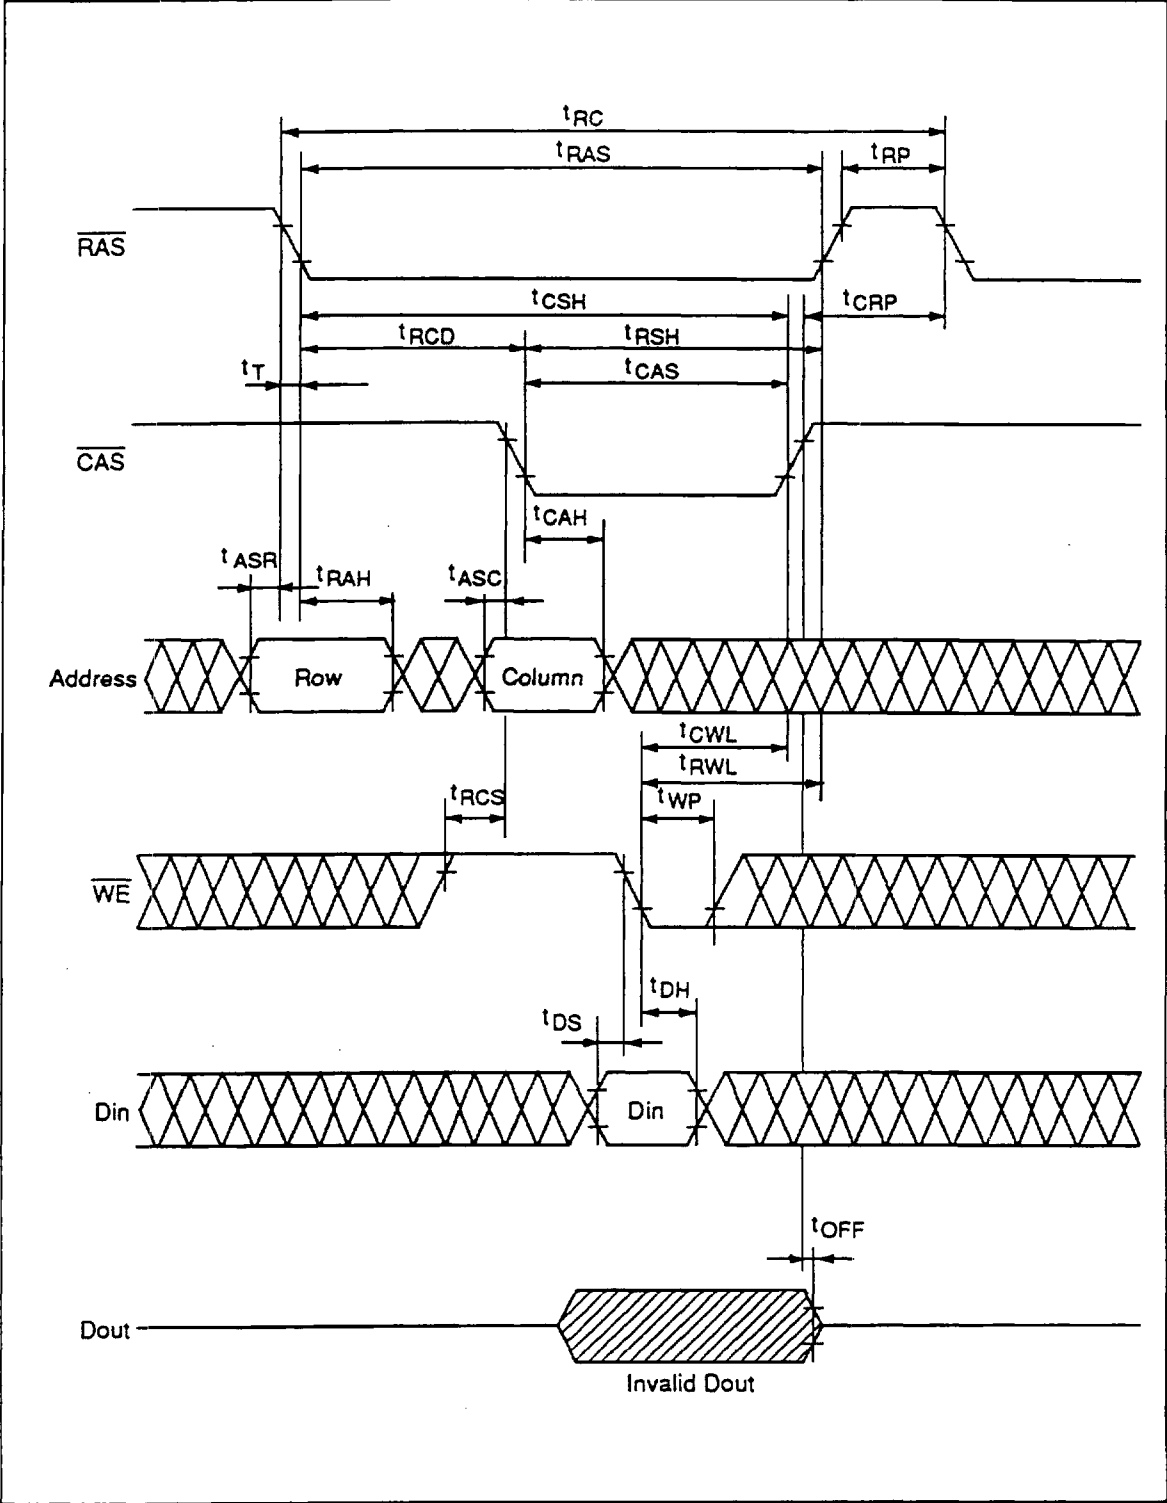 tRC
tRAS
tRP
RAS
tCSH
tCRP
tRCD
tRSH
tT
tCAS
CAS
tCAH
tASR
tRAH
tASC
Address
Row
Column
tCWL
tRWL
tRCS
tWP
WE
tDH
tDS
Din
Din
tOFF
Dout
Invalid Dout